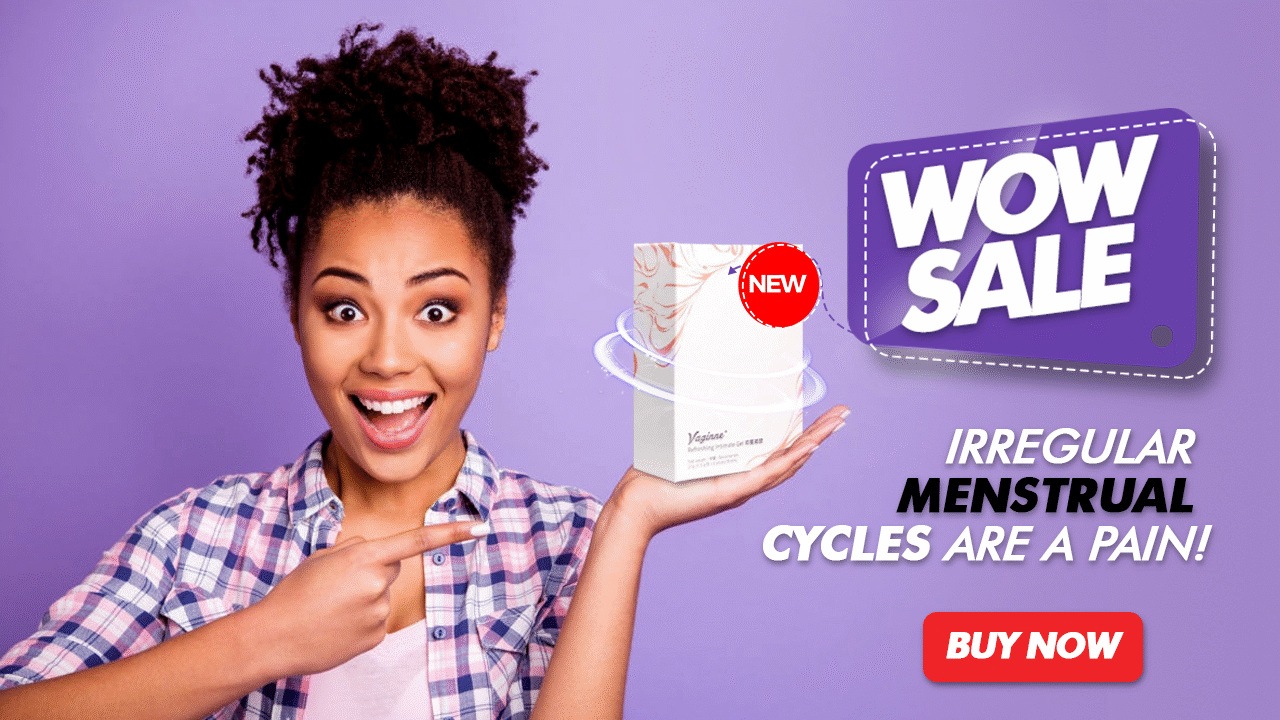 WOW
SALE
NEW
Vaginne
Refreshing Intimate Gel
IRREGULAR
MENSTRUAL
CYCLES ARE A PAIN!
BUY NOW